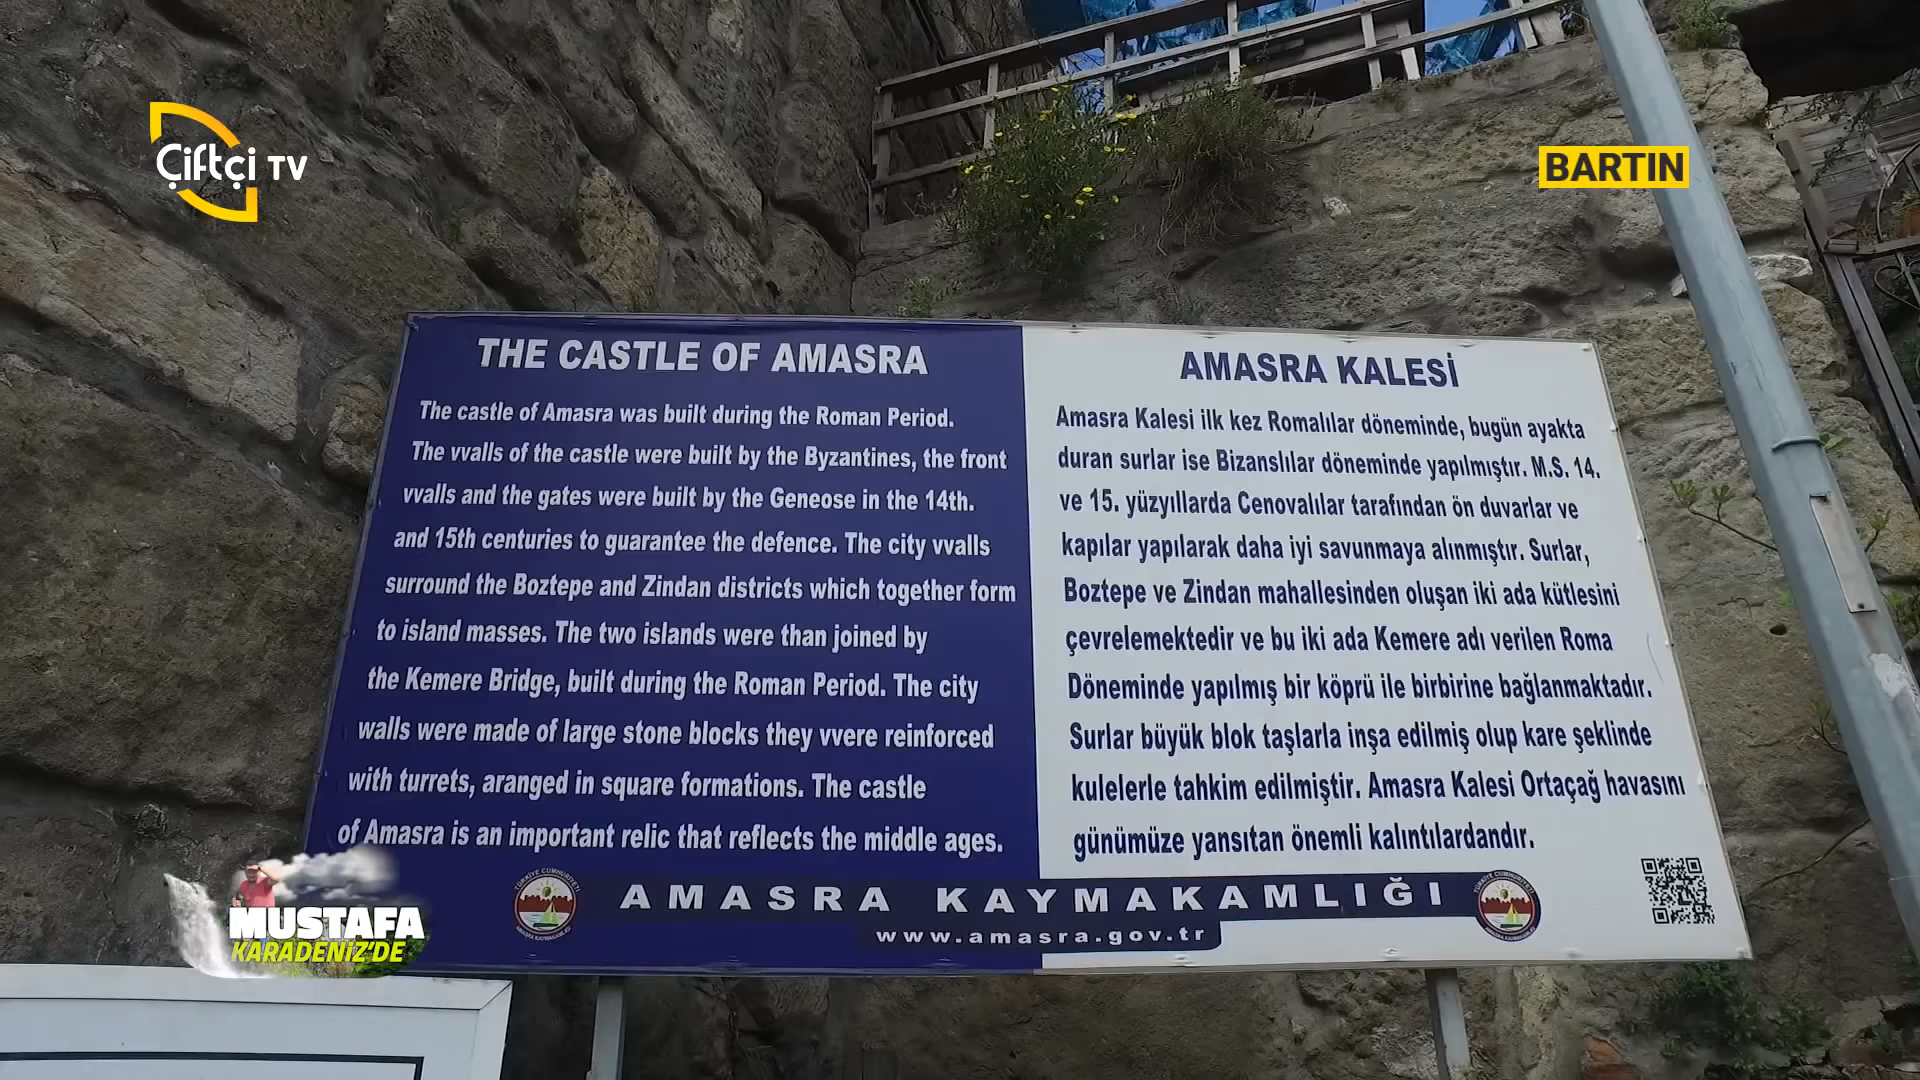 Çiftçi TV
BARTIN
THE CASTLE OF AMASRA
The castle of Amasra was built during the Roman Period.
The vvalls of the castle were built by the Byzantines, the front
vvalls and the gates were built by the Geneose in the 14th.
and 15th centuries to guarantee the defence. The city vvalls
surround the Boztepe and Zindan districts which together form
to island masses. The two islands were than joined by
the Kemere Bridge, built during the Roman Period. The city
walls were made of large stone blocks they vvere reinforced
with turrets, aranged in square formations. The castle
of Amasra is an important relic that reflects the middle ages.
AMASRA KALESİ
Amasra Kalesi ilk kez Romalılar döneminde, bugün ayakta
duran surlar ise Bizanslılar döneminde yapılmıştır. M.S. 14.
ve 15. yüzyıllarda Cenovalılar tarafından ön duvarlar ve
kapılar yapılarak daha iyi savunmaya alınmıştır. Surlar,
Boztepe ve Zindan mahallesinden oluşan iki ada kütlesini
çevrelemektedir ve bu iki ada Kemere adı verilen Roma
Döneminde yapılmış bir köprü ile birbirine bağlanmaktadır.
Surlar büyük blok taşlarla inşa edilmiş olup kare şeklinde
kulelerle tahkim edilmiştir. Amasra Kalesi Ortaçağ havasını
günümüze yansıtan önemli kalıntılardandır.
AMASRA KAYMAKAMLIĞI
www.amasra.gov.tr
MUSTAFA
KARADENİZ'DE